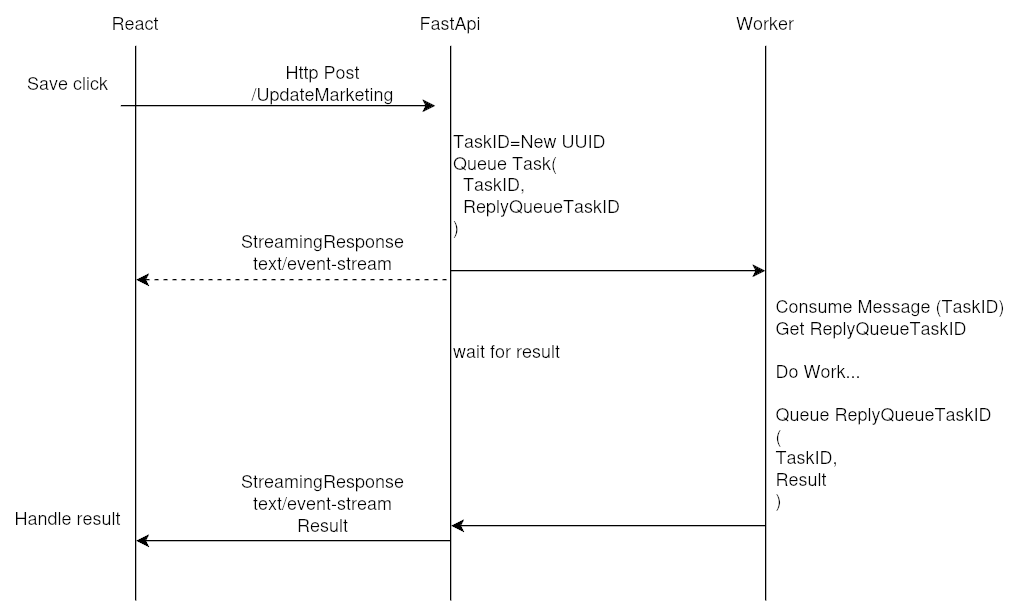 React
FastApi
Worker
Save click
Http Post
/UpdateMarketing
TaskID=New UUID
Queue Task(
TaskID,
ReplyQueueTaskID
)
StreamingResponse
text/event-stream
Consume Message (TaskID)
Get ReplyQueueTaskID
wait for result
Do Work...
Queue ReplyQueueTaskID
(
TaskID,
Result
)
StreamingResponse
text/event-stream
Result
Handle result